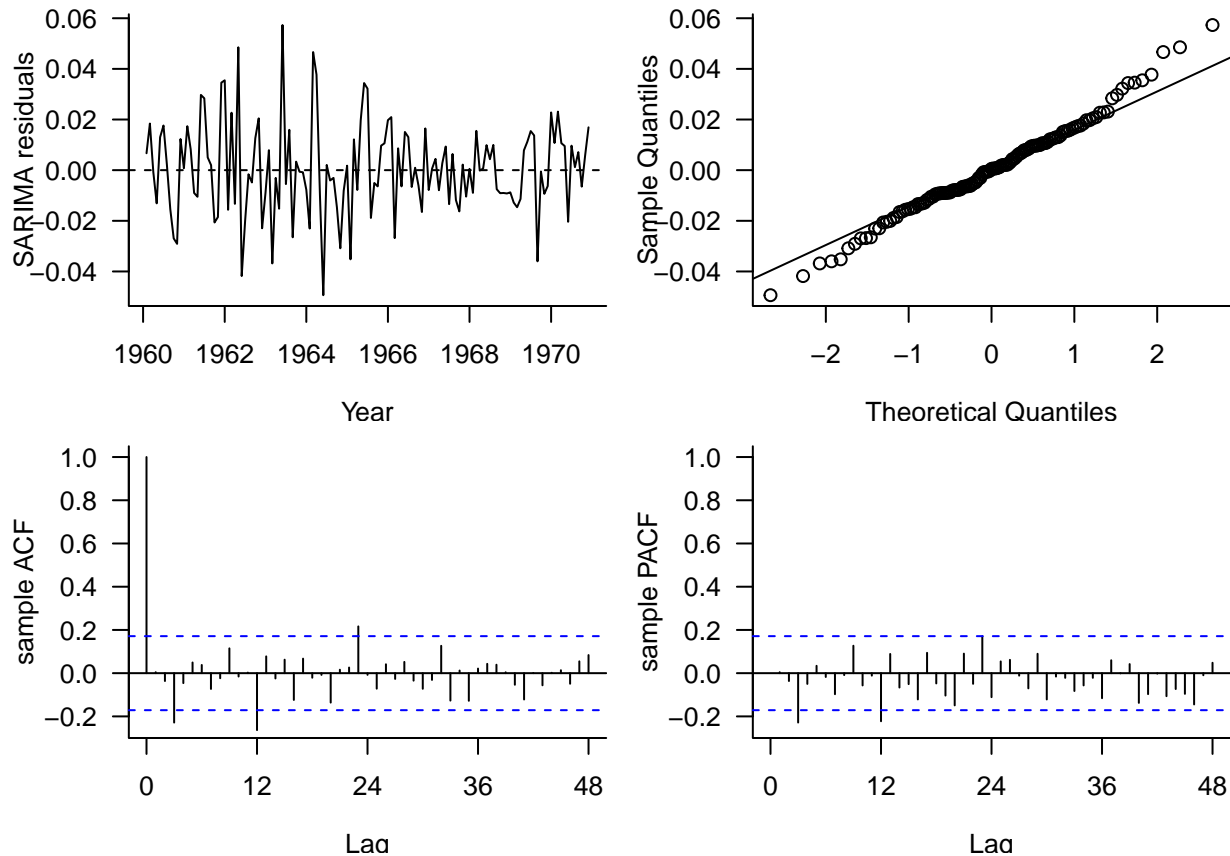 0.06
0.04
0.02
0.00
−0.02
−0.04
SARIMA residuals
1960 1962 1964 1966 1968 1970
Year
0.06
0.04
0.02
0.00
−0.02
−0.04
Sample Quantiles
−2 −1 0 1 2
Theoretical Quantiles
1.0
0.8
0.6
0.4
0.2
0.0
−0.2
sample ACF
0 12 24 36 48
Lag
1.0
0.8
0.6
0.4
0.2
0.0
−0.2
sample PACF
0 12 24 36 48
Lag